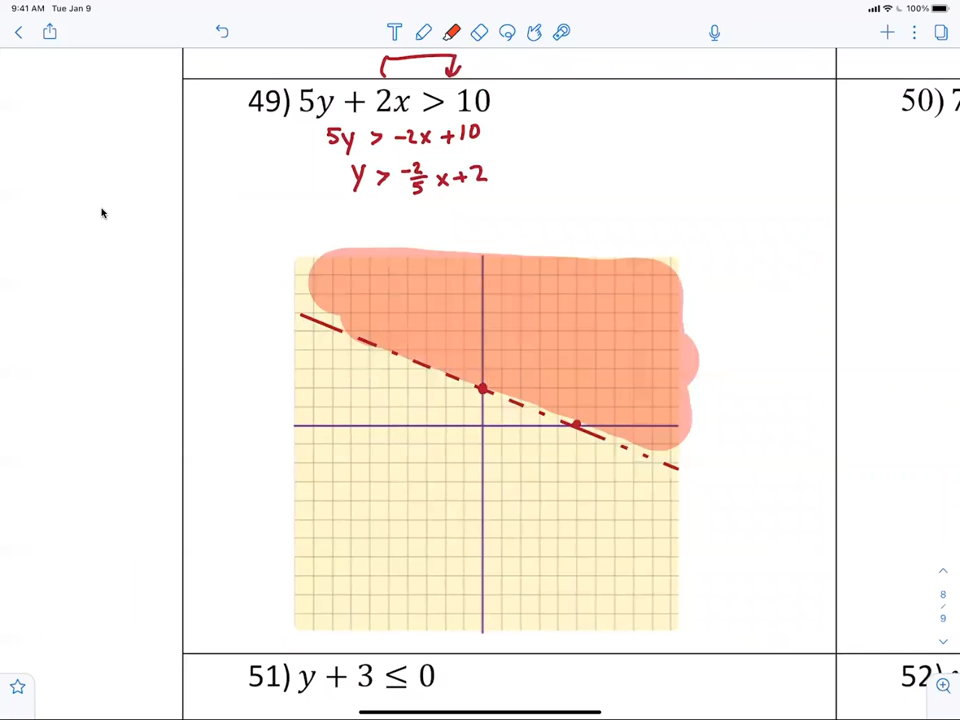 9:41 AM Tue Jan 9
100%
49) 5y + 2x > 10
50) 7
5y > -2x + 10
y > -2/5 x + 2
8
/
9
51) y + 3 ≤ 0
52)